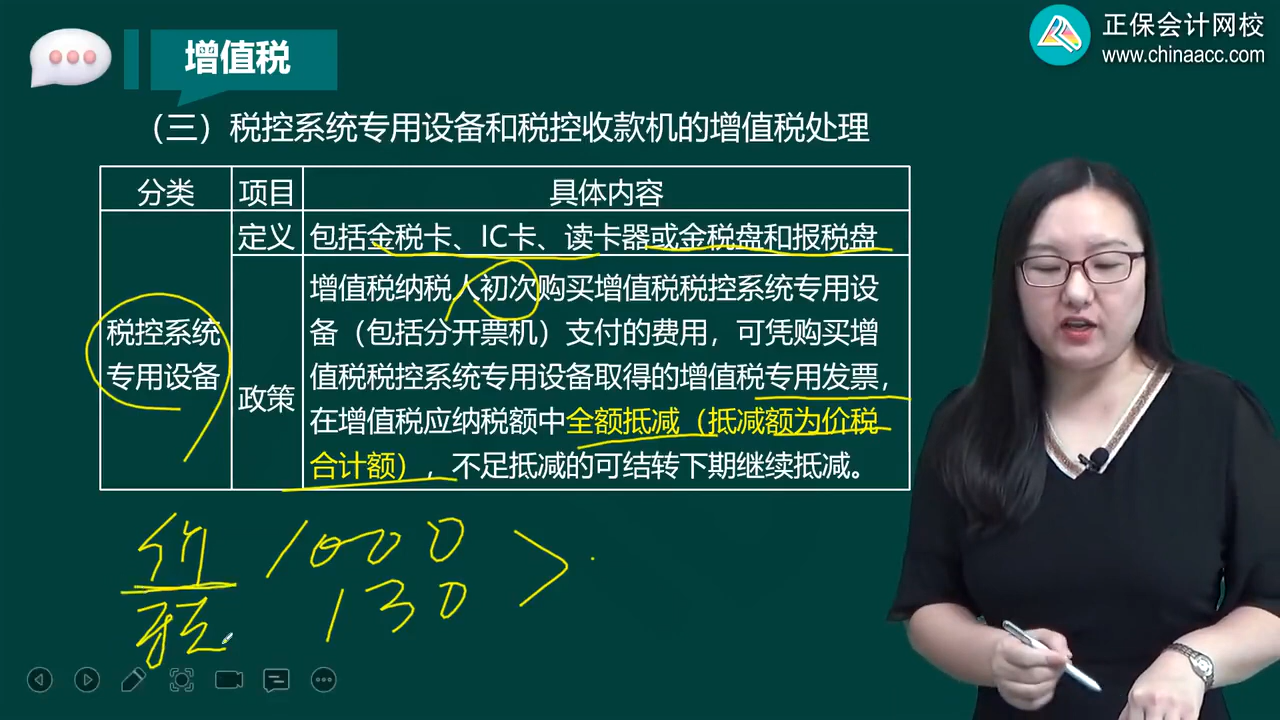 正保会计网校
www.chinaacc.com
增值税
（三）税控系统专用设备和税控收款机的增值税处理
分类 项目 具体内容
定义 包括金税卡、IC卡、读卡器或金税盘和报税盘
税控系统
专用设备
政策
增值税纳税人初次购买增值税税控系统专用设
备（包括分开票机）支付的费用，可凭购买增
值税税控系统专用设备取得的增值税专用发票，
在增值税应纳税额中全额抵减（抵减额为价税
合计额），不足抵减的可结转下期继续抵减。
价 1000
税 130